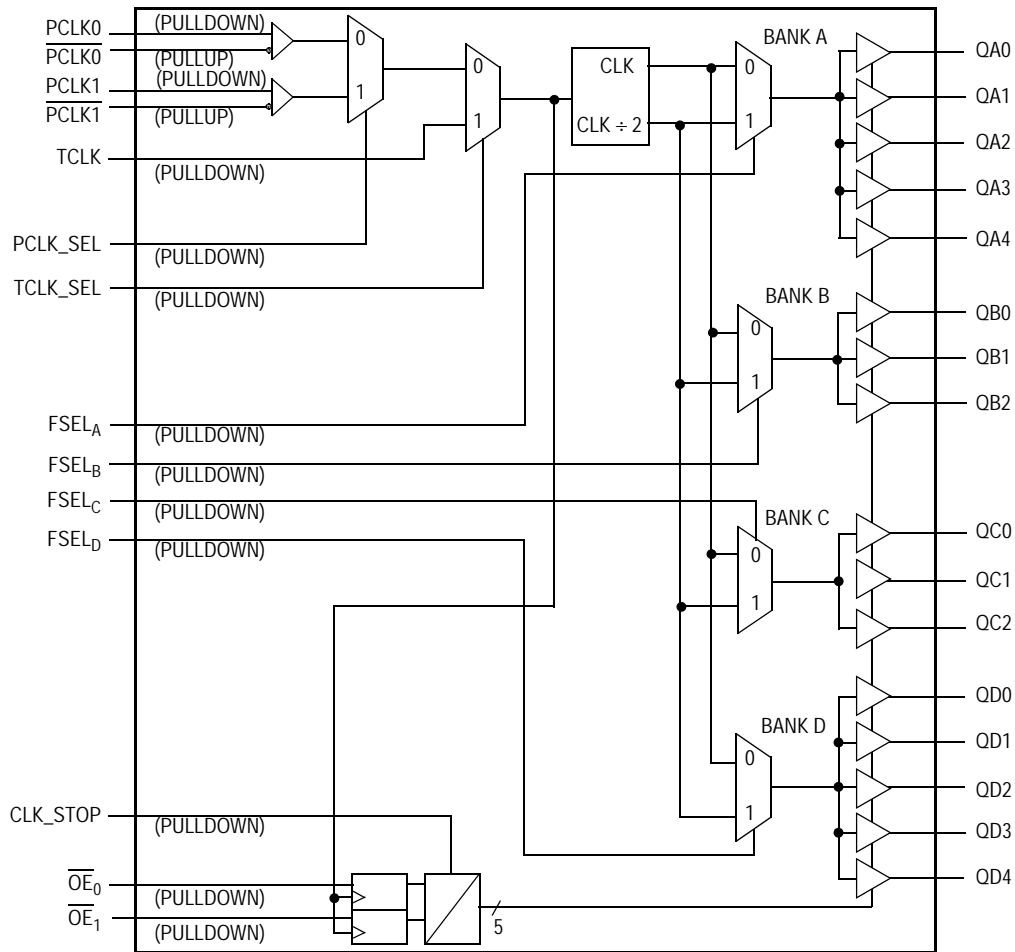 PCLK0 (PULLDOWN)
PCLK0 (PULLUP)
PCLK1 (PULLDOWN)
PCLK1 (PULLUP)
TCLK (PULLDOWN)
PCLK_SEL (PULLDOWN)
TCLK_SEL (PULLDOWN)
0
1
0
1
CLK
CLK ÷ 2
BANK A
0
1
QA0
QA1
QA2
QA3
QA4
BANK B
0
1
QB0
QB1
QB2
FSELA (PULLDOWN)
FSELB (PULLDOWN)
FSELC (PULLDOWN)
FSELD (PULLDOWN)
BANK C
0
1
QC0
QC1
QC2
BANK D
0
1
QD0
QD1
QD2
QD3
QD4
CLK_STOP (PULLDOWN)
OE0 (PULLDOWN)
OE1 (PULLDOWN)
5